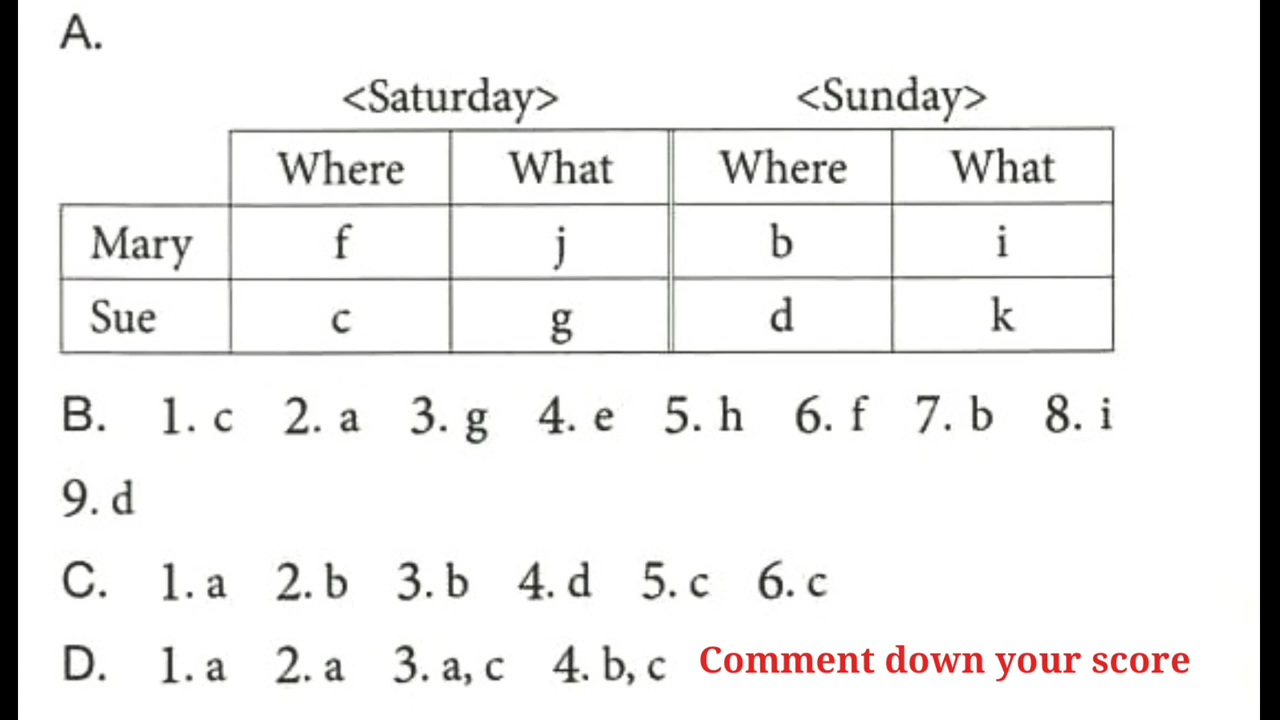 A.
<Saturday> <Sunday>
Where What Where What
Mary f j b i
Sue c g d k
B. 1. c 2. a 3. g 4. e 5. h 6. f 7. b 8. i
9. d
C. 1. a 2. b 3. b 4. d 5. c 6. c
D. 1. a 2. a 3. a, c 4. b, c Comment down your score